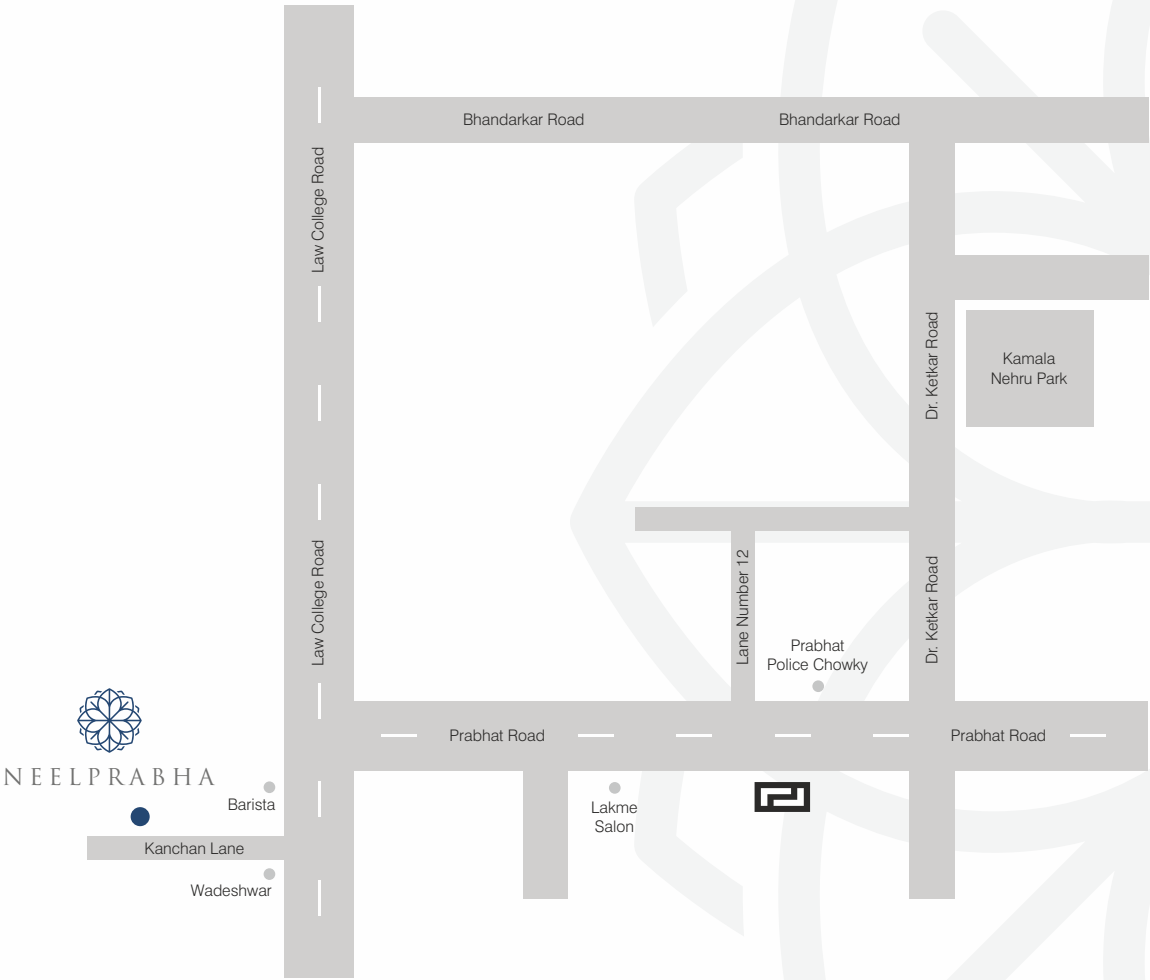 Bhandarkar Road
Bhandarkar Road
Law College Road
Dr. Ketkar Road
Kamala
Nehru Park
Law College Road
Lane Number 12
Dr. Ketkar Road
Prabhat
Police Chowky
Prabhat Road
Prabhat Road
NEELPRABHA
Barista
Lakme
Salon
Kanchan Lane
Wadeshwar